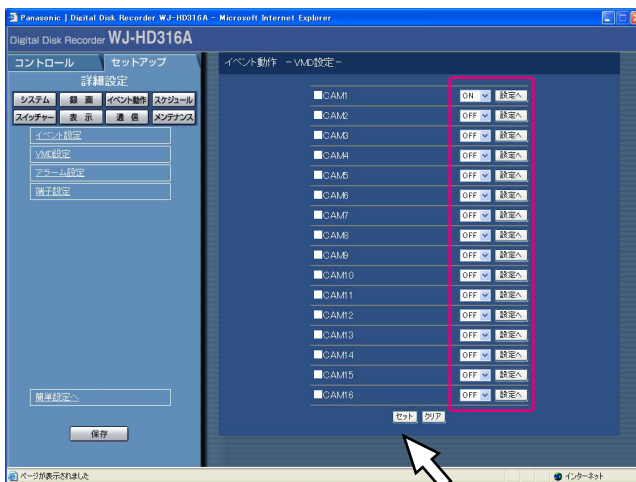 Panasonic | Digital Disk Recorder WJ-HD316A - Microsoft Internet Explorer
Digital Disk Recorder WJ-HD316A
コントロール セットアップ
詳細設定
システム 録 画 イベント動作 スケジュール
スイッチャー 表 示 通 信 メンテナンス
イベント設定
VMD設定
アラーム設定
端子設定
簡単設定へ
保存
イベント動作 －VMD設定－
CAM1 ON 設定へ
CAM2 OFF 設定へ
CAM3 OFF 設定へ
CAM4 OFF 設定へ
CAM5 OFF 設定へ
CAM6 OFF 設定へ
CAM7 OFF 設定へ
CAM8 OFF 設定へ
CAM9 OFF 設定へ
CAM10 OFF 設定へ
CAM11 OFF 設定へ
CAM12 OFF 設定へ
CAM13 OFF 設定へ
CAM14 OFF 設定へ
CAM15 OFF 設定へ
CAM16 OFF 設定へ
セット クリア
ページが表示されました インターネット